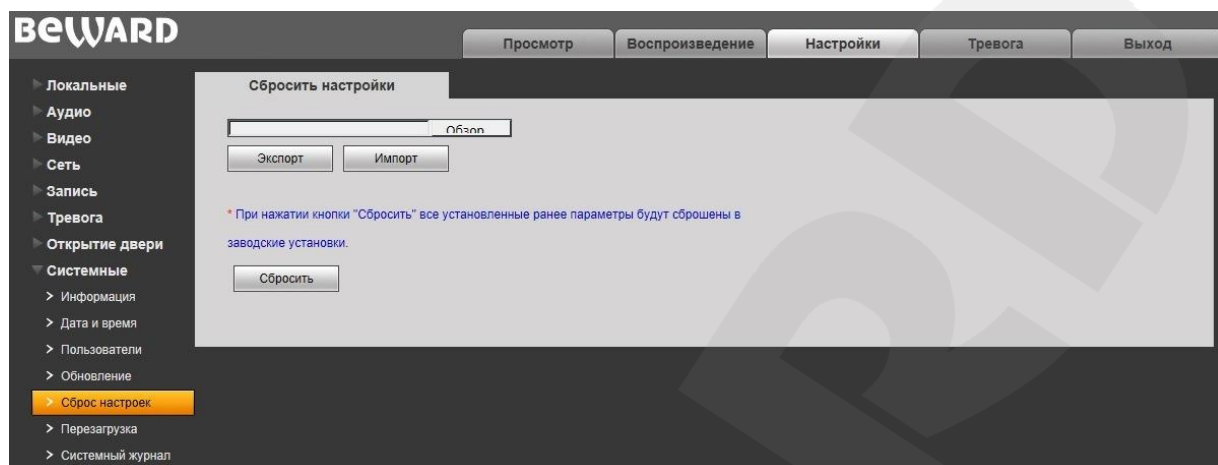 BEWARD
Просмотр
Воспроизведение
Настройки
Тревога
Выход
Локальные
Аудио
Видео
Сеть
Запись
Тревога
Открытие двери
Системные
Информация
Дата и время
Пользователи
Обновление
Сброс настроек
Перезагрузка
Системный журнал
Сбросить настройки
Обзор
Экспорт Импорт
* При нажатии кнопки "Сбросить" все установленные ранее параметры будут сброшены в
заводские установки.
Сбросить